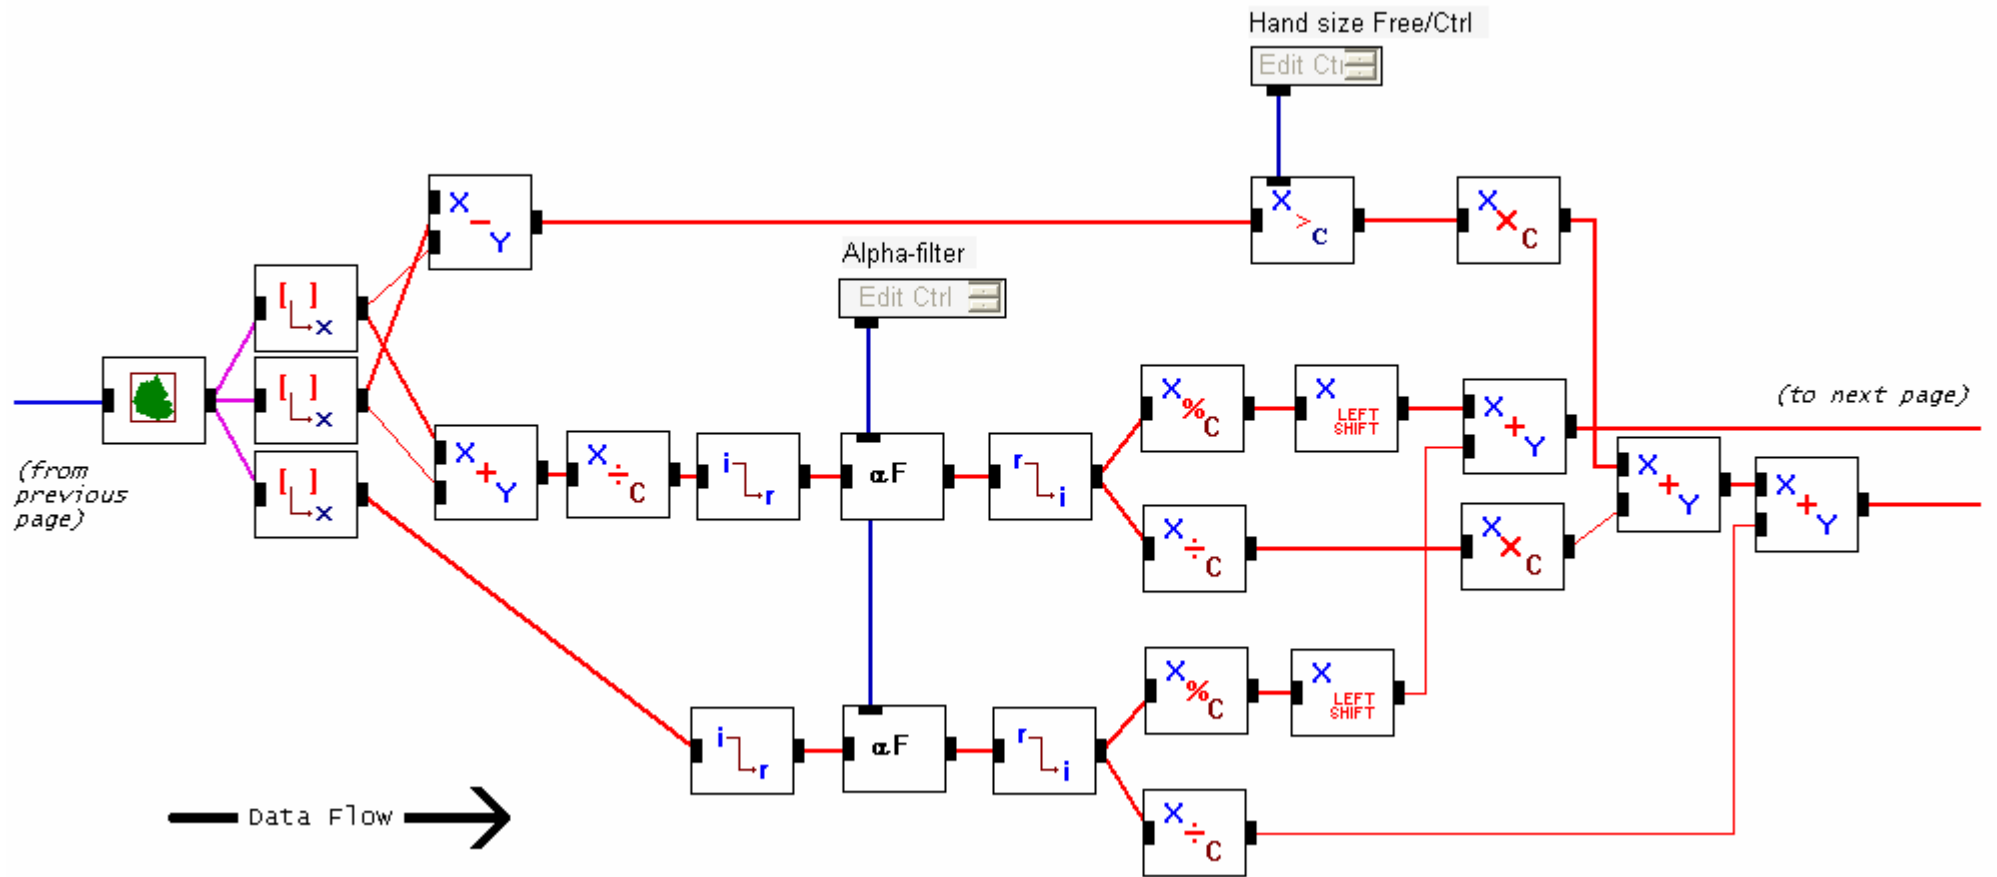 Hand size Free/Ctrl
Edit Ctr
X > C
X × C
X − Y
Alpha-filter
Edit Ctrl
[ ] x
[ ] x
[ ] x
(from
previous
page)
X + Y
X ÷ C
i r
αF
r i
X % C
X LEFT
SHIFT
X + Y
(to next page)
X ÷ C
X × C
X + Y
X + Y
i r
αF
r i
X % C
X LEFT
SHIFT
X ÷ C
Data Flow